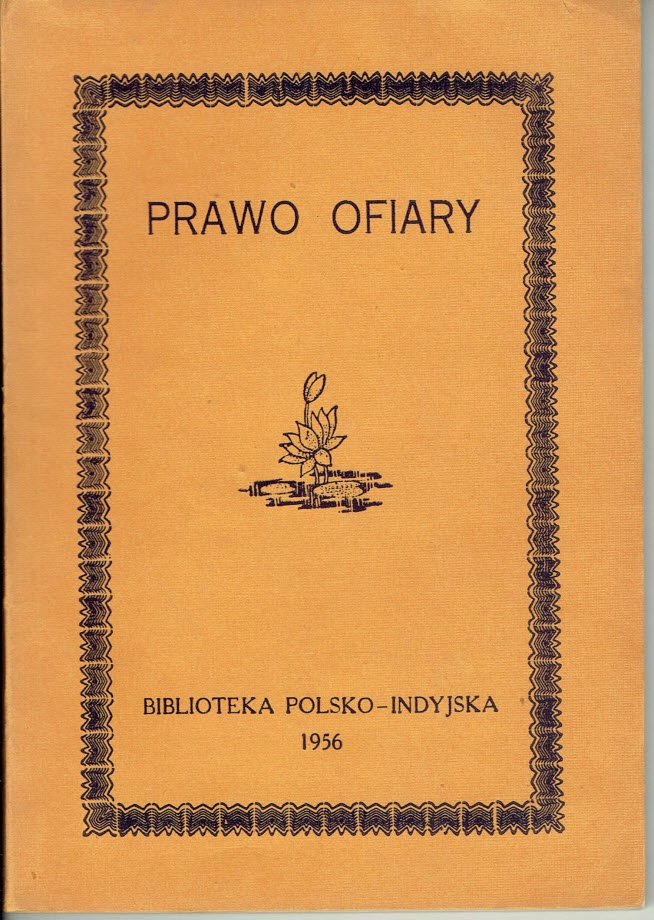 PRAWO OFIARY
BIBLIOTEKA POLSKO-INDYJSKA
1956